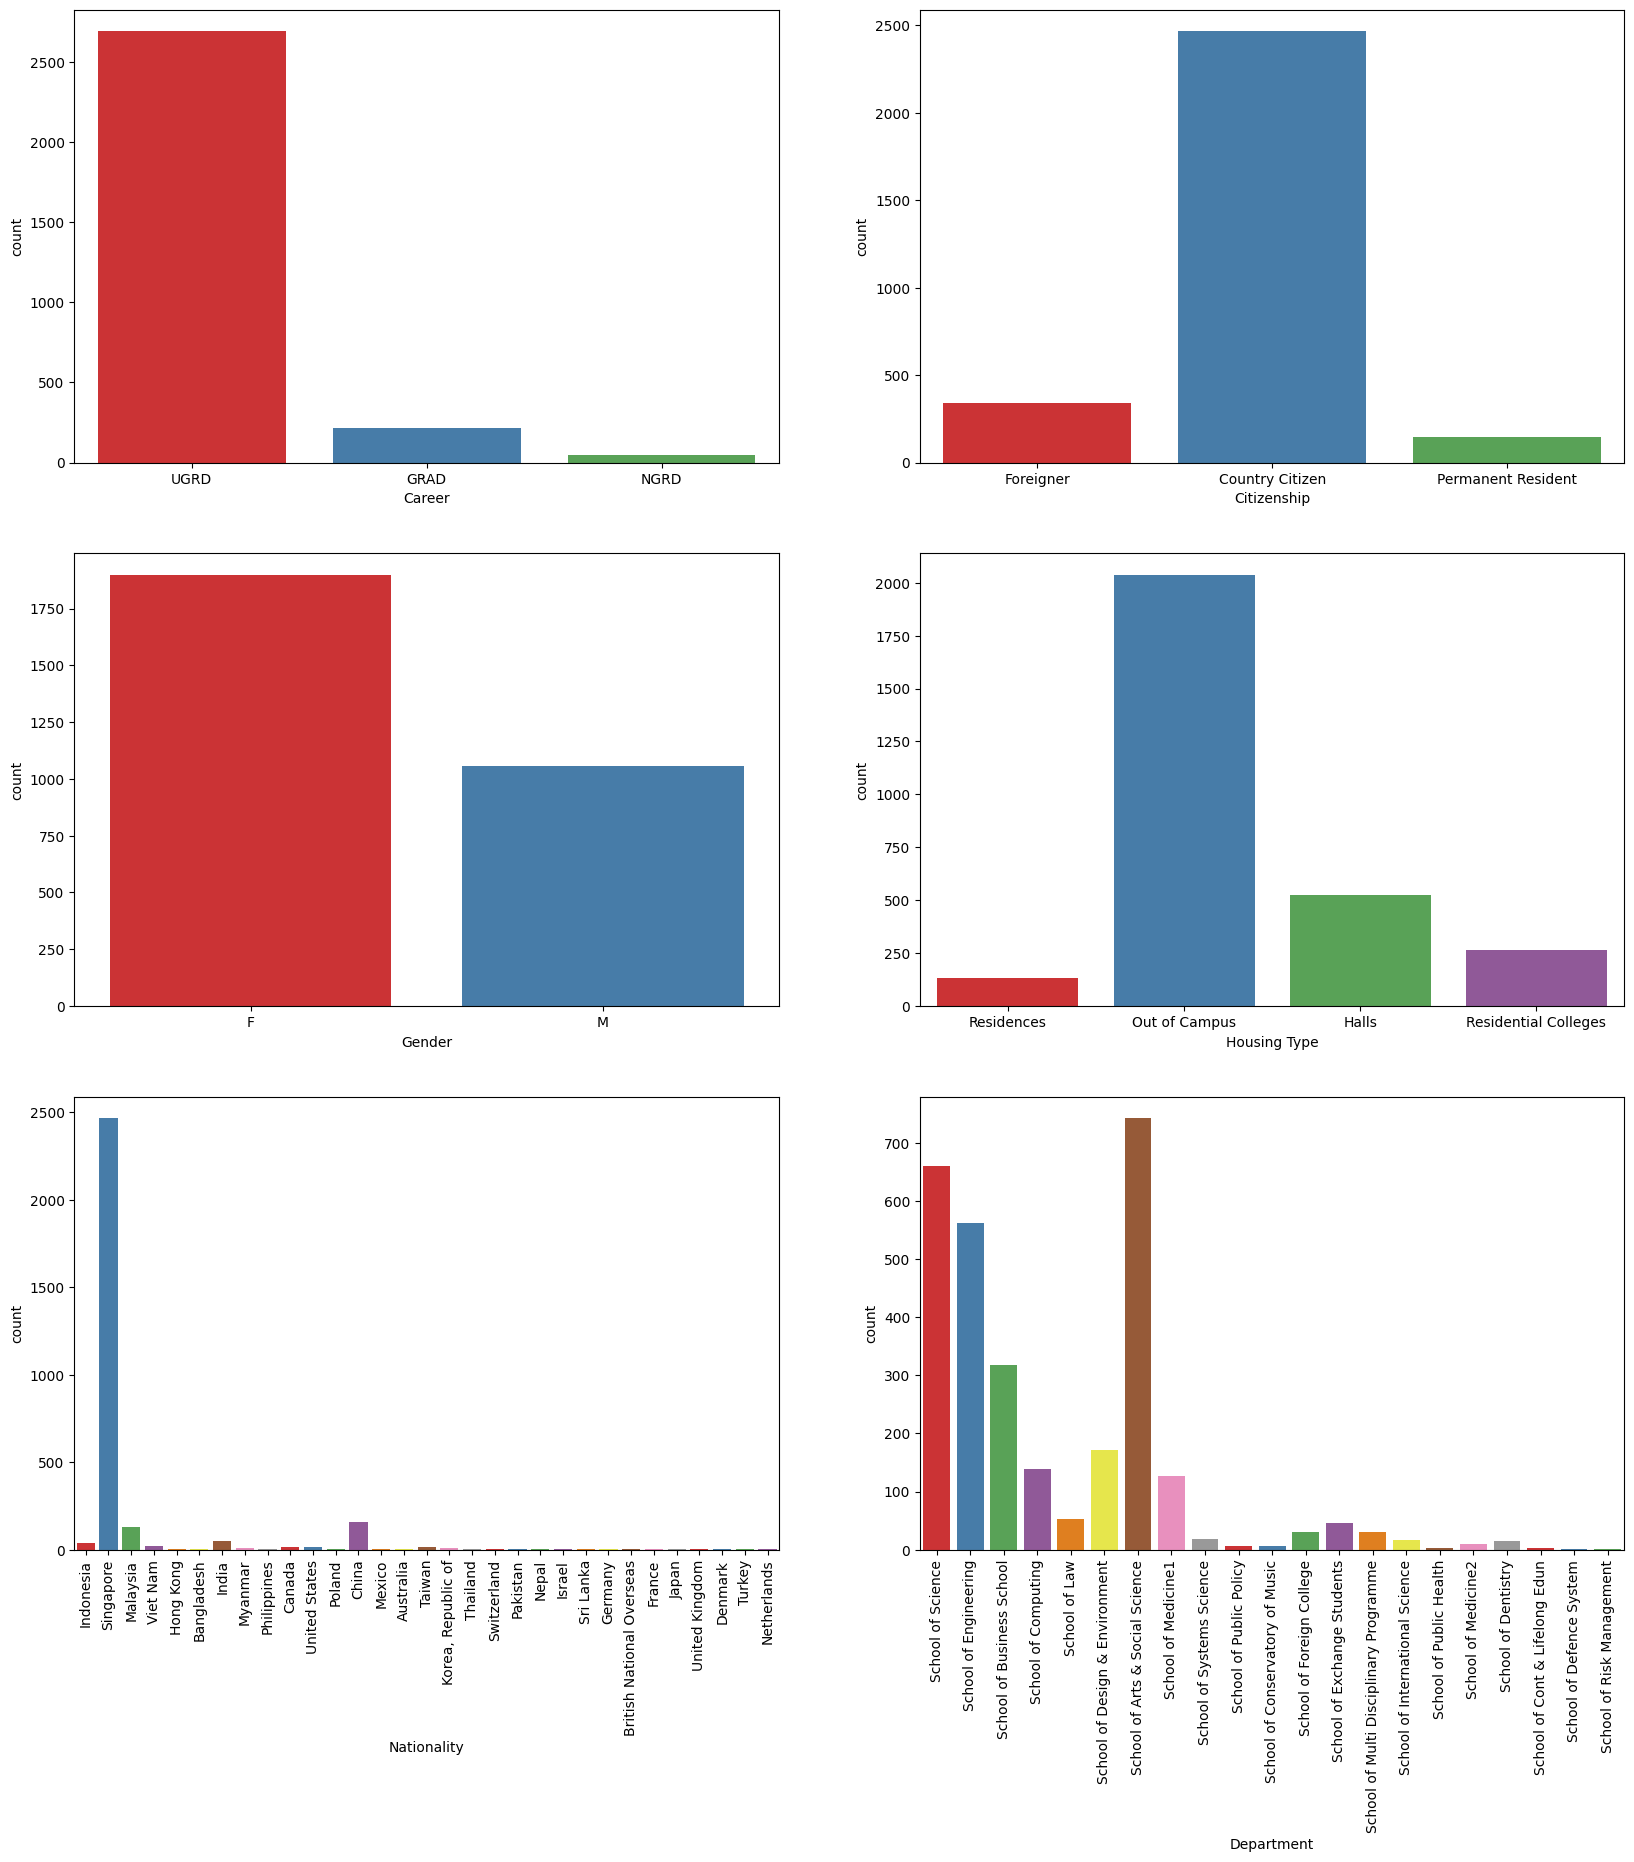 2500
2000
1500
1000
500
0
count
UGRD
GRAD
NGRD
Career
2500
2000
1500
1000
500
0
count
Foreigner
Country Citizen
Permanent Resident
Citizenship
1750
1500
1250
1000
750
500
250
0
count
F
M
Gender
2000
1750
1500
1250
1000
750
500
250
0
count
Residences
Out of Campus
Halls
Residential Colleges
Housing Type
2500
2000
1500
1000
500
0
count
Indonesia
Singapore
Malaysia
Viet Nam
Hong Kong
Bangladesh
India
Myanmar
Philippines
Canada
United States
Poland
China
Mexico
Australia
Taiwan
Korea, Republic of
Thailand
Switzerland
Pakistan
Nepal
Israel
Sri Lanka
Germany
British National Overseas
France
Japan
United Kingdom
Denmark
Turkey
Netherlands
Nationality
700
600
500
400
300
200
100
0
count
School of Science
School of Engineering
School of Business School
School of Computing
School of Law
School of Design & Environment
School of Arts & Social Science
School of Medicine1
School of Systems Science
School of Public Policy
School of Conservatory of Music
School of Foreign College
School of Exchange Students
School of Multi Disciplinary Programme
School of International Science
School of Public Health
School of Medicine2
School of Dentistry
School of Cont & Lifelong Edun
School of Defence System
School of Risk Management
Department